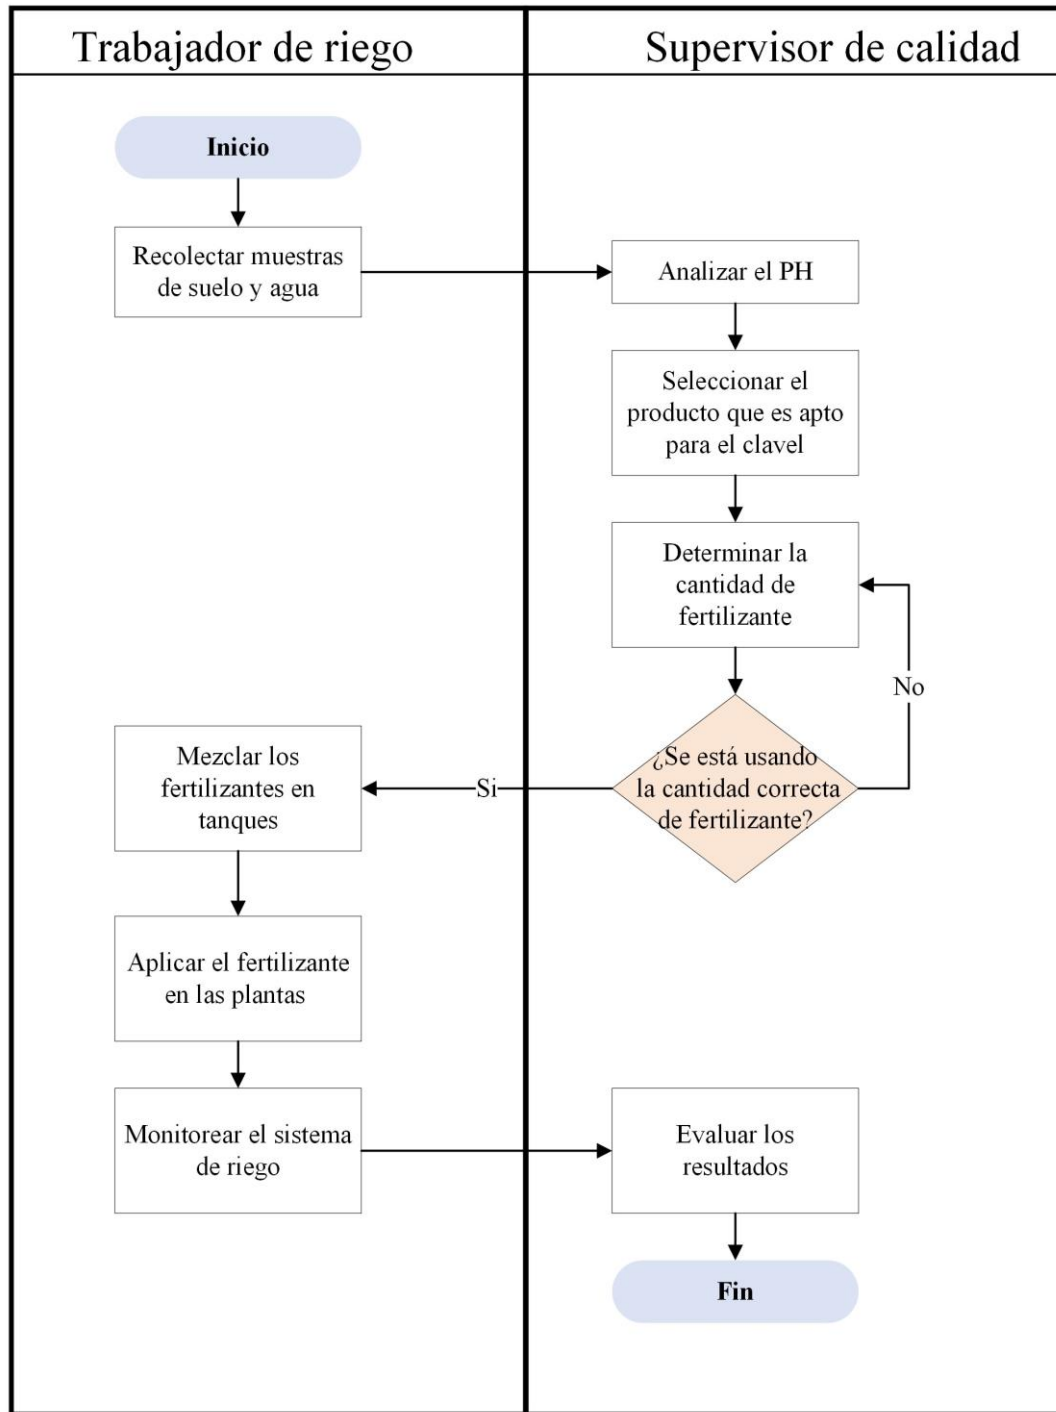 Trabajador de riego
Supervisor de calidad
Inicio
Recolectar muestras
de suelo y agua
Analizar el PH
Seleccionar el
producto que es apto
para el clavel
Determinar la
cantidad de
fertilizante
No
¿Se está usando
la cantidad correcta
de fertilizante?
Si
Mezclar los
fertilizantes en
tanques
Aplicar el fertilizante
en las plantas
Monitorear el sistema
de riego
Evaluar los
resultados
Fin